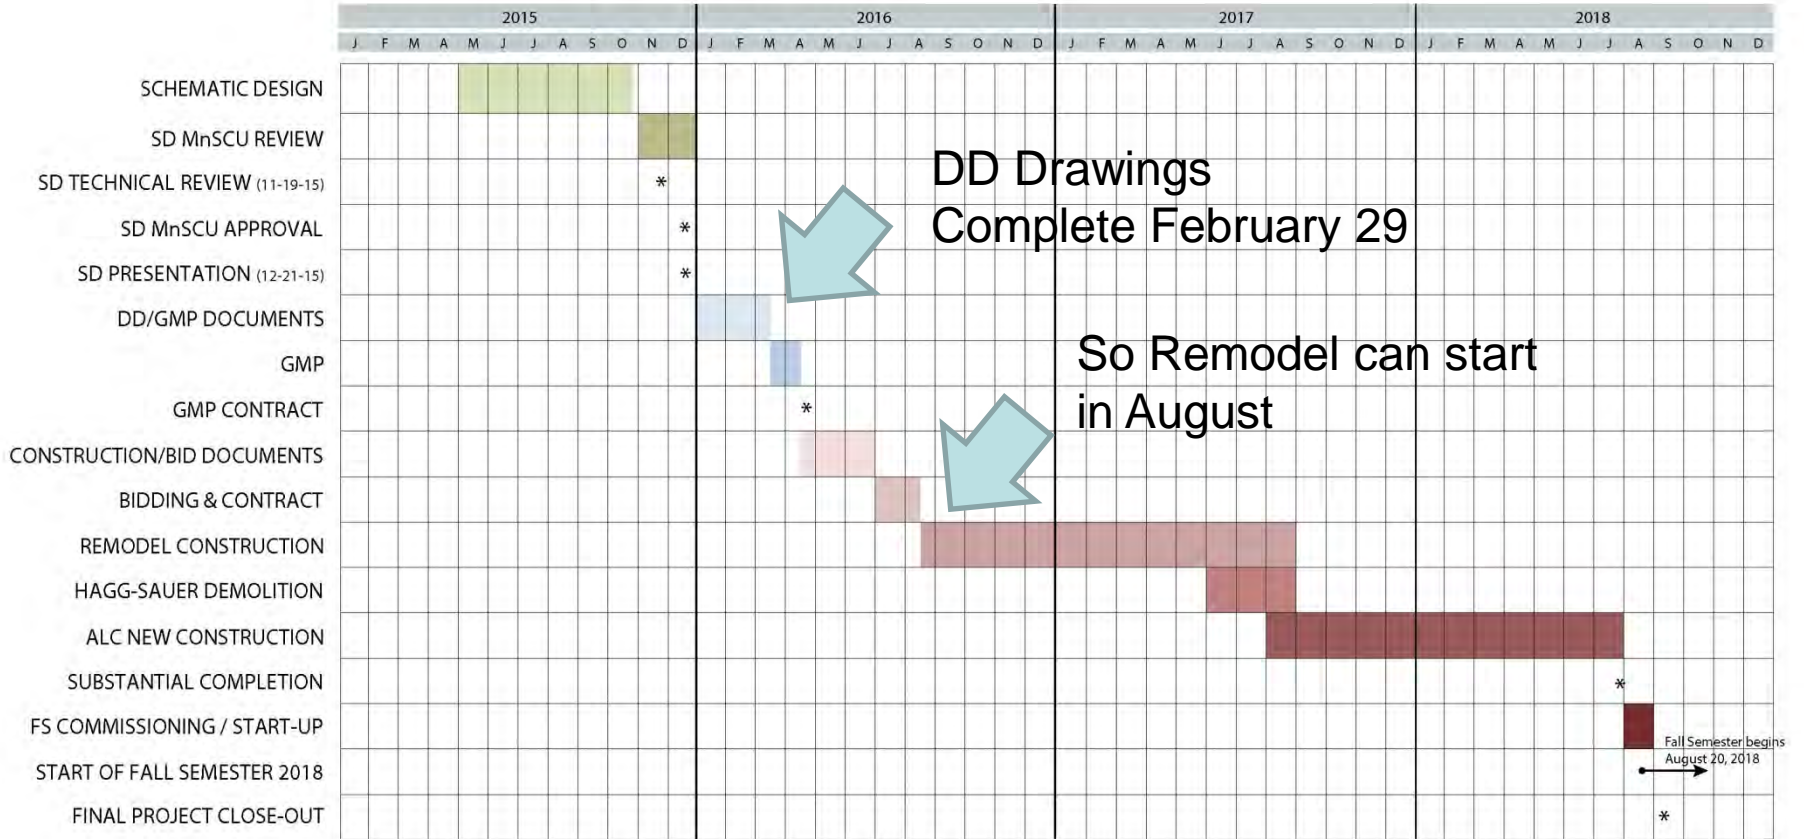 2015 2016 2017 2018
J F M A M J J A S O N D J F M A M J J A S O N D J F M A M J J A S O N D J F M A M J J A S O N D
SCHEMATIC DESIGN
SD MnSCU REVIEW
SD TECHNICAL REVIEW (11-19-15) *
SD MnSCU APPROVAL *
SD PRESENTATION (12-21-15) *
DD Drawings
Complete February 29
DD/GMP DOCUMENTS
GMP
So Remodel can start
in August
GMP CONTRACT *
CONSTRUCTION/BID DOCUMENTS
BIDDING & CONTRACT
REMODEL CONSTRUCTION
HAGG-SAUER DEMOLITION
ALC NEW CONSTRUCTION
SUBSTANTIAL COMPLETION *
FS COMMISSIONING / START-UP
Fall Semester begins
August 20, 2018
START OF FALL SEMESTER 2018
FINAL PROJECT CLOSE-OUT *